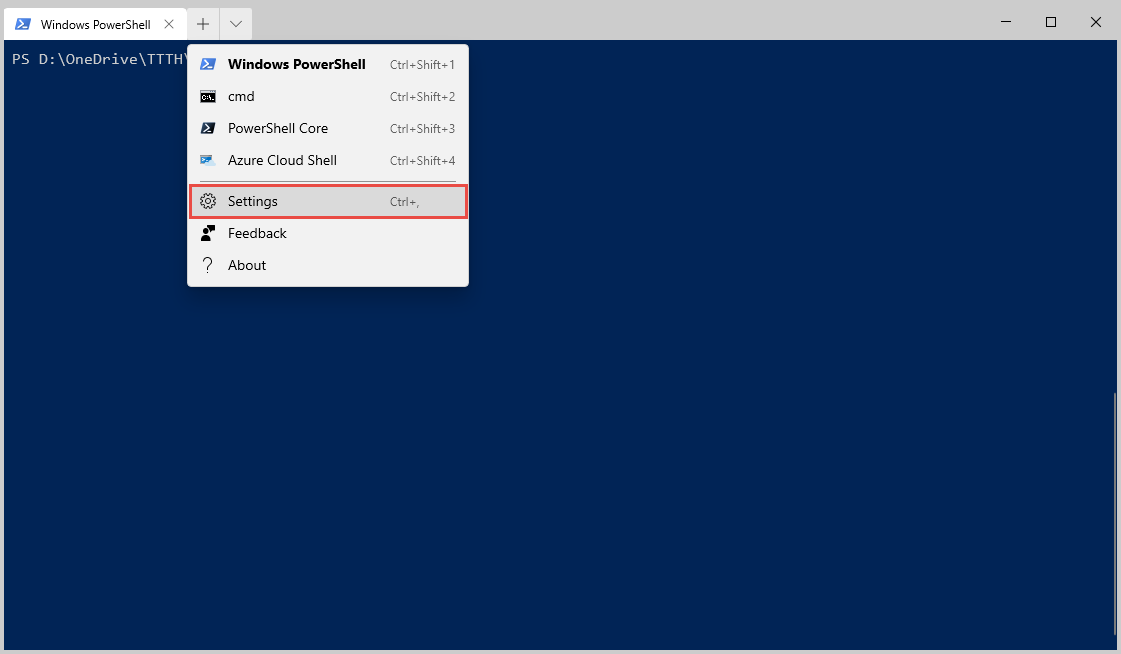 Windows PowerShell
PS D:\OneDrive\TTTH\
Windows PowerShell Ctrl+Shift+1
cmd Ctrl+Shift+2
PowerShell Core Ctrl+Shift+3
Azure Cloud Shell Ctrl+Shift+4
Settings Ctrl+,
Feedback
About